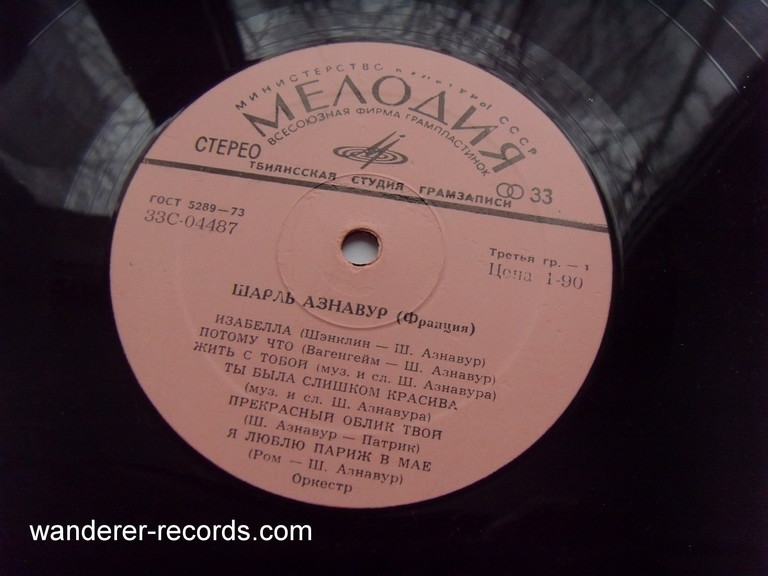 МИНИСТЕРСТВО КУЛЬТУРЫ СССР
МЕЛОДИЯ
ВСЕСОЮЗНАЯ ФИРМА ГРАМПЛАСТИНОК
СТЕРЕО
33
ТБИЛИССКАЯ СТУДИЯ ГРАМЗАПИСИ
ГОСТ 5289—73
33С-04487
Третья гр. — 1
Цена 1-90
ШАРЛЬ АЗНАВУР (Франция)
ИЗАБЕЛЛА (Шэнклин — Ш. Азнавур)
ПОТОМУ ЧТО (Вагенгейм — Ш. Азнавур)
ЖИТЬ С ТОБОЙ (муз. и сл. Ш. Азнавура)
ТЫ БЫЛА СЛИШКОМ КРАСИВА
(муз. и сл. Ш. Азнавура)
ПРЕКРАСНЫЙ ОБЛИК ТВОЙ
(Ш. Азнавур — Патрик)
Я ЛЮБЛЮ ПАРИЖ В МАЕ
(Ром — Ш. Азнавур)
Оркестр
wanderer-records.com